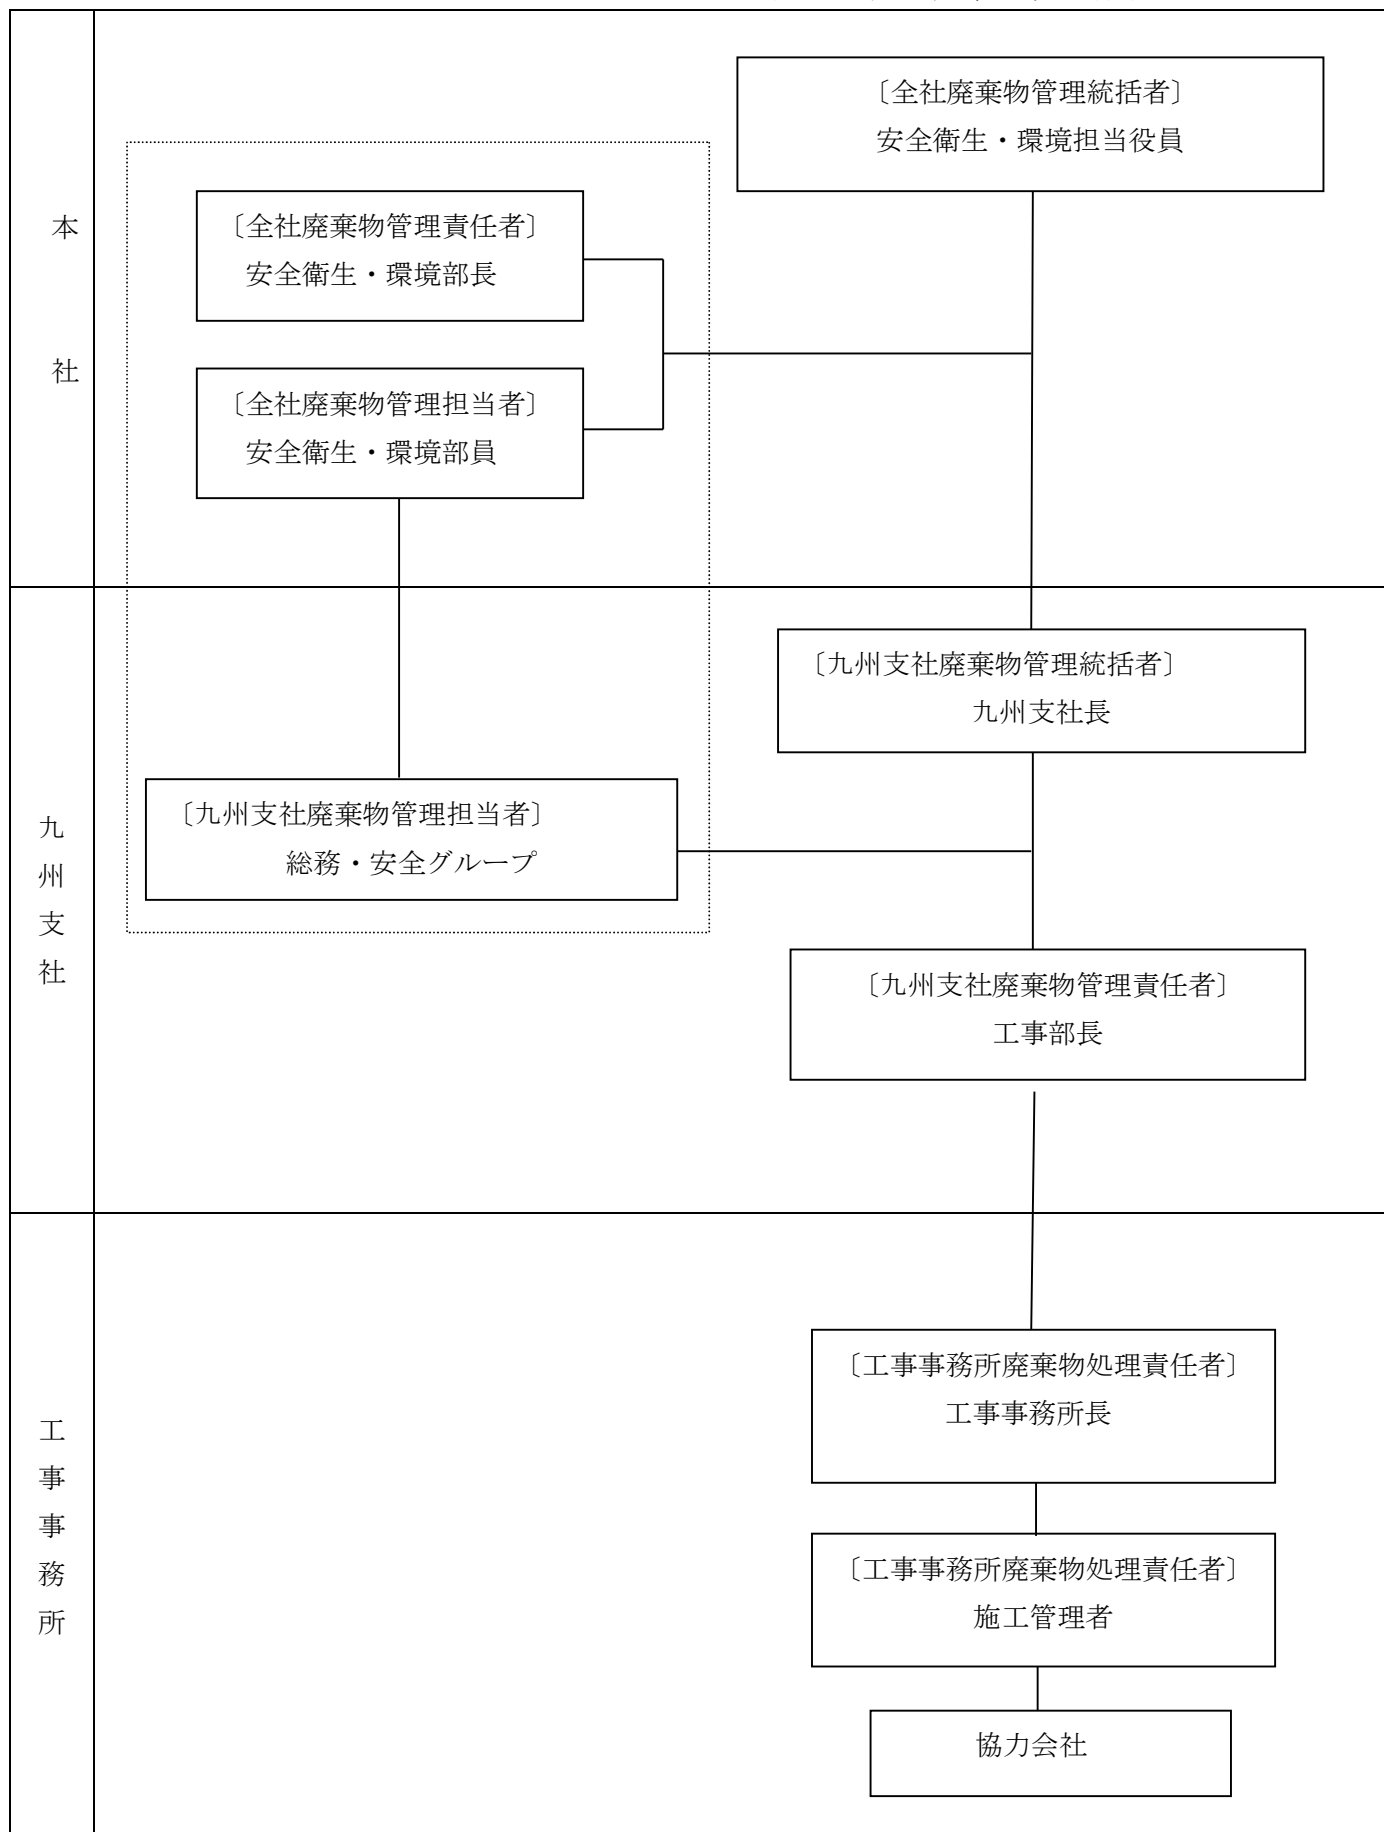 本社
〔全社廃棄物管理統括者〕
安全衛生・環境担当役員
〔全社廃棄物管理責任者〕
安全衛生・環境部長
〔全社廃棄物管理担当者〕
安全衛生・環境部員
九州支社
〔九州支社廃棄物管理統括者〕
九州支社長
〔九州支社廃棄物管理担当者〕
総務・安全グループ
〔九州支社廃棄物管理責任者〕
工事部長
工事事務所
〔工事事務所廃棄物処理責任者〕
工事事務所長
〔工事事務所廃棄物処理責任者〕
施工管理者
協力会社